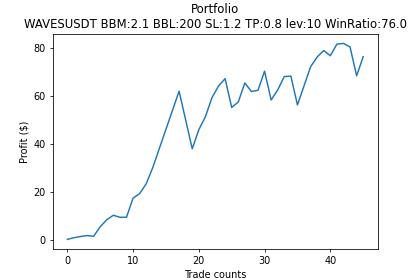 Portfolio
WAVESUSDT BBM:2.1 BBL:200 SL:1.2 TP:0.8 lev:10 WinRatio:76.0
80
60
40
20
0
Profit ($)
0 10 20 30 40
Trade counts